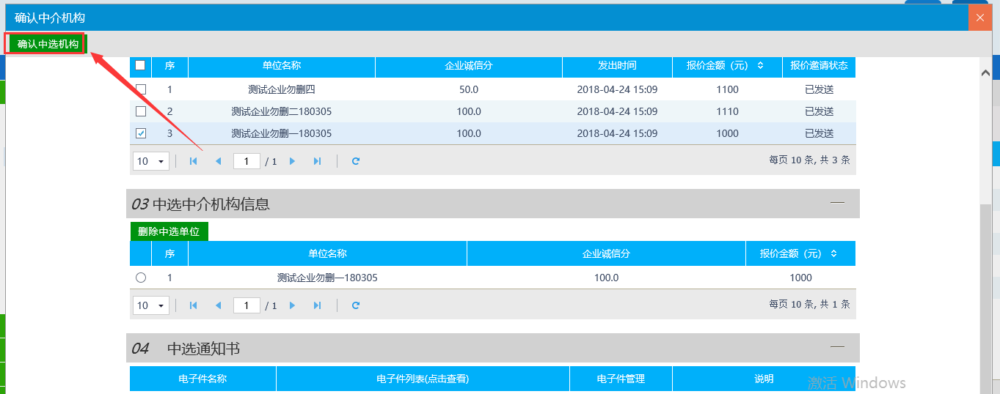 确认中介机构
确认中选机构
序 单位名称 企业诚信分 发出时间 报价金额（元） 报价邀请状态
1 测试企业勿删四 50.0 2018-04-24 15:09 1100 已发送
2 测试企业勿删二180305 100.0 2018-04-24 15:09 1110 已发送
3 测试企业勿删一180305 100.0 2018-04-24 15:09 1000 已发送
10 1 / 1 每页 10 条, 共 3 条
03 中选中介机构信息
删除中选单位
序 单位名称 企业诚信分 报价金额（元）
1 测试企业勿删一180305 100.0 1000
10 1 / 1 每页 10 条, 共 1 条
04 中选通知书
电子件名称 电子件列表(点击查看) 电子件管理 说明
激活 Windows